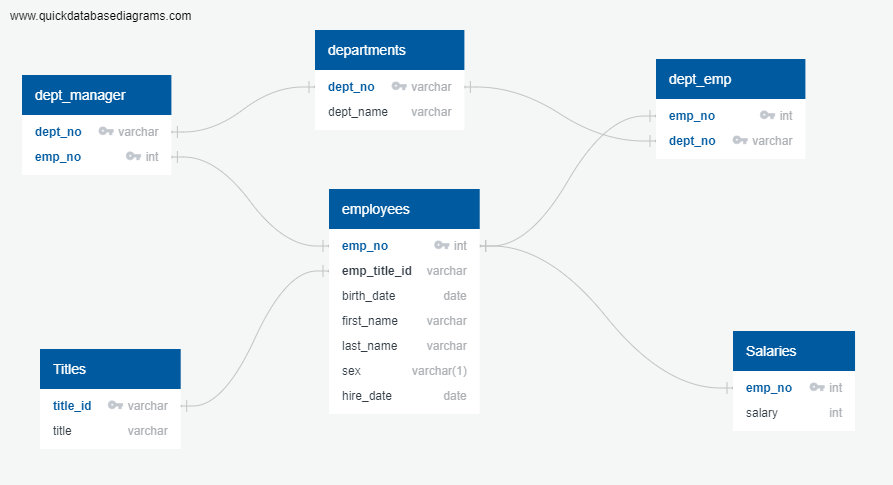 www.quickdatabasediagrams.com
departments
dept_no varchar
dept_name varchar
dept_emp
emp_no int
dept_no varchar
dept_manager
dept_no varchar
emp_no int
employees
emp_no int
emp_title_id varchar
birth_date date
first_name varchar
last_name varchar
sex varchar(1)
hire_date date
Titles
title_id varchar
title varchar
Salaries
emp_no int
salary int